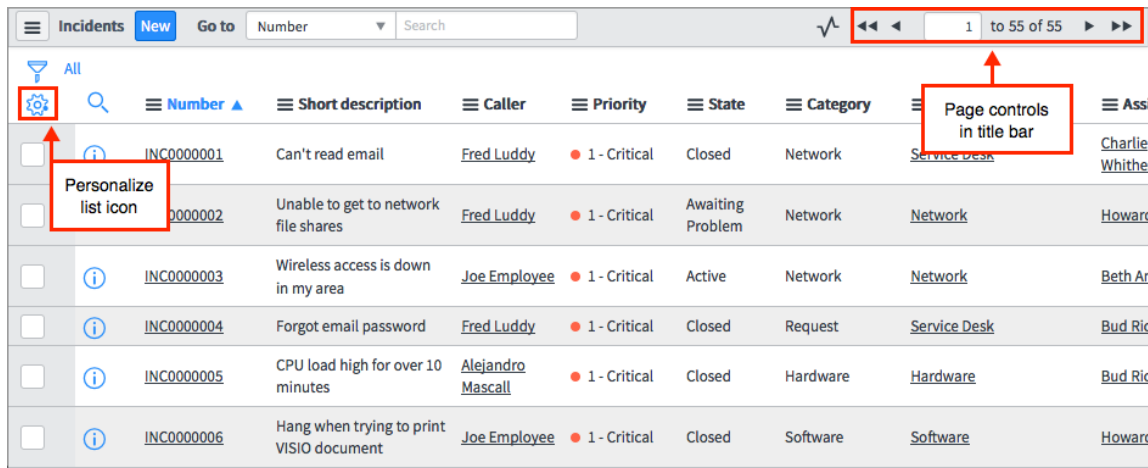 Incidents New Go to Number Search 1 to 55 of 55
All
Number Short description Caller Priority State Category Assi
Page controls
in title bar
INC0000001 Can't read email Fred Luddy 1 - Critical Closed Network Service Desk Charlie
Whithe
Personalize
list icon
0000002 Unable to get to network
file shares Fred Luddy 1 - Critical Awaiting
Problem Network Network Howard
INC0000003 Wireless access is down
in my area Joe Employee 1 - Critical Active Network Network Beth An
INC0000004 Forgot email password Fred Luddy 1 - Critical Closed Request Service Desk Bud Ric
INC0000005 CPU load high for over 10
minutes Alejandro
Mascall 1 - Critical Closed Hardware Hardware Bud Ric
INC0000006 Hang when trying to print
VISIO document Joe Employee 1 - Critical Closed Software Software Howard